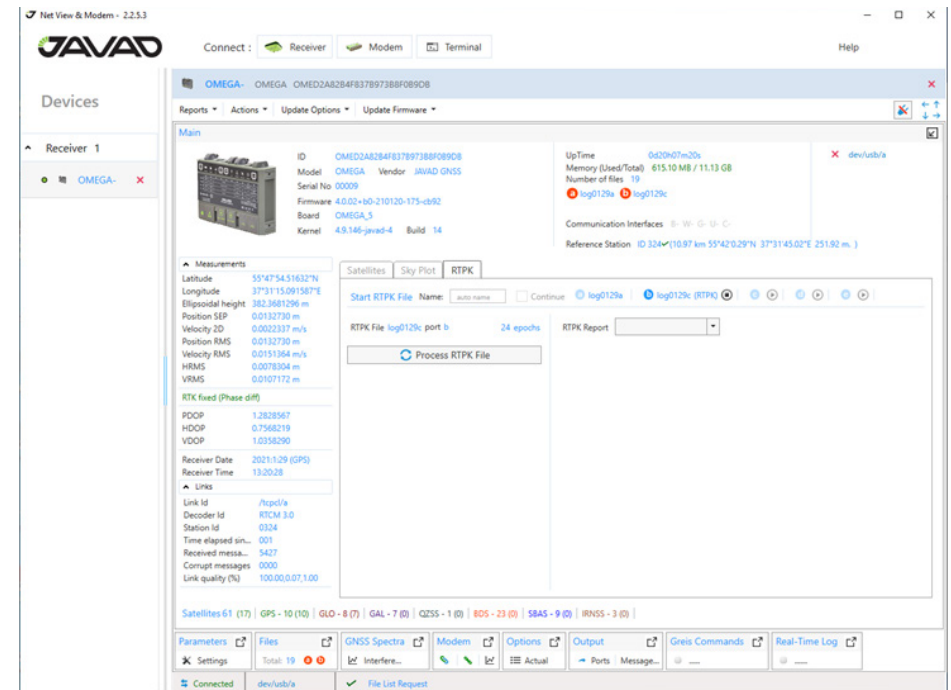 Net View & Modem - 2.2.5.3
JAVAD
Connect : Receiver Modem Terminal Help
Devices
Receiver 1
OMEGA-
OMEGA- OMEGA OMED2A82B4F837B973B8F0B9DB
Reports Actions Update Options Update Firmware
Main
ID OMED2A82B4F837B973B8F0B9DB
Model OMEGA Vendor JAVAD GNSS
Serial No 00009
Firmware 4.0.02+b0-210120-175-cb92
Board OMEGA_5
Kernel 4.9.146-javad-4 Build 14
UpTime 0d20h07m20s
Memory (Used/Total) 615.10 MB / 11.13 GB
Number of files 19
a log0129a b log0129c
Communication Interfaces B- W- G- U- C-
Reference Station ID 324 (10.97 km 55°42'0.29"N 37°31'45.02"E 251.92 m. )
dev/usb/a
Measurements
Latitude 55°47'54.51632"N
Longitude 37°31'15.091587"E
Ellipsoidal height 382.3681296 m
Position SEP 0.0132730 m
Velocity 2D 0.0022337 m/s
Position RMS 0.0132730 m
Velocity RMS 0.0151364 m/s
HRMS 0.0078304 m
VRMS 0.0107172 m
RTK fixed (Phase diff)
PDOP 1.2828567
HDOP 0.7568219
VDOP 1.0358290
Receiver Date 2021:1:29 (GPS)
Receiver Time 13:20:28
Links
Link Id /tcpcl/a
Decoder Id RTCM 3.0
Station Id 0324
Time elapsed sin... 001
Received messa... 5427
Corrupt messages 0000
Link quality (%) 100.00,0.07,1.00
Satellites Sky Plot RTPK
Start RTPK File Name: auto name Continue log0129a b log0129c (RTPK)
RTPK File log0129c port b 24 epochs
Process RTPK File
RTPK Report
Satellites 61 (17) GPS - 10 (10) GLO - 8 (7) GAL - 7 (0) QZSS - 1 (0) BDS - 23 (0) SBAS - 9 (0) IRNSS - 3 (0)
Parameters Files GNSS Spectra Modem Options Output Greis Commands Real-Time Log
Settings Total: 19 a b Interfere... Actual Ports Message...
Connected dev/usb/a File List Request